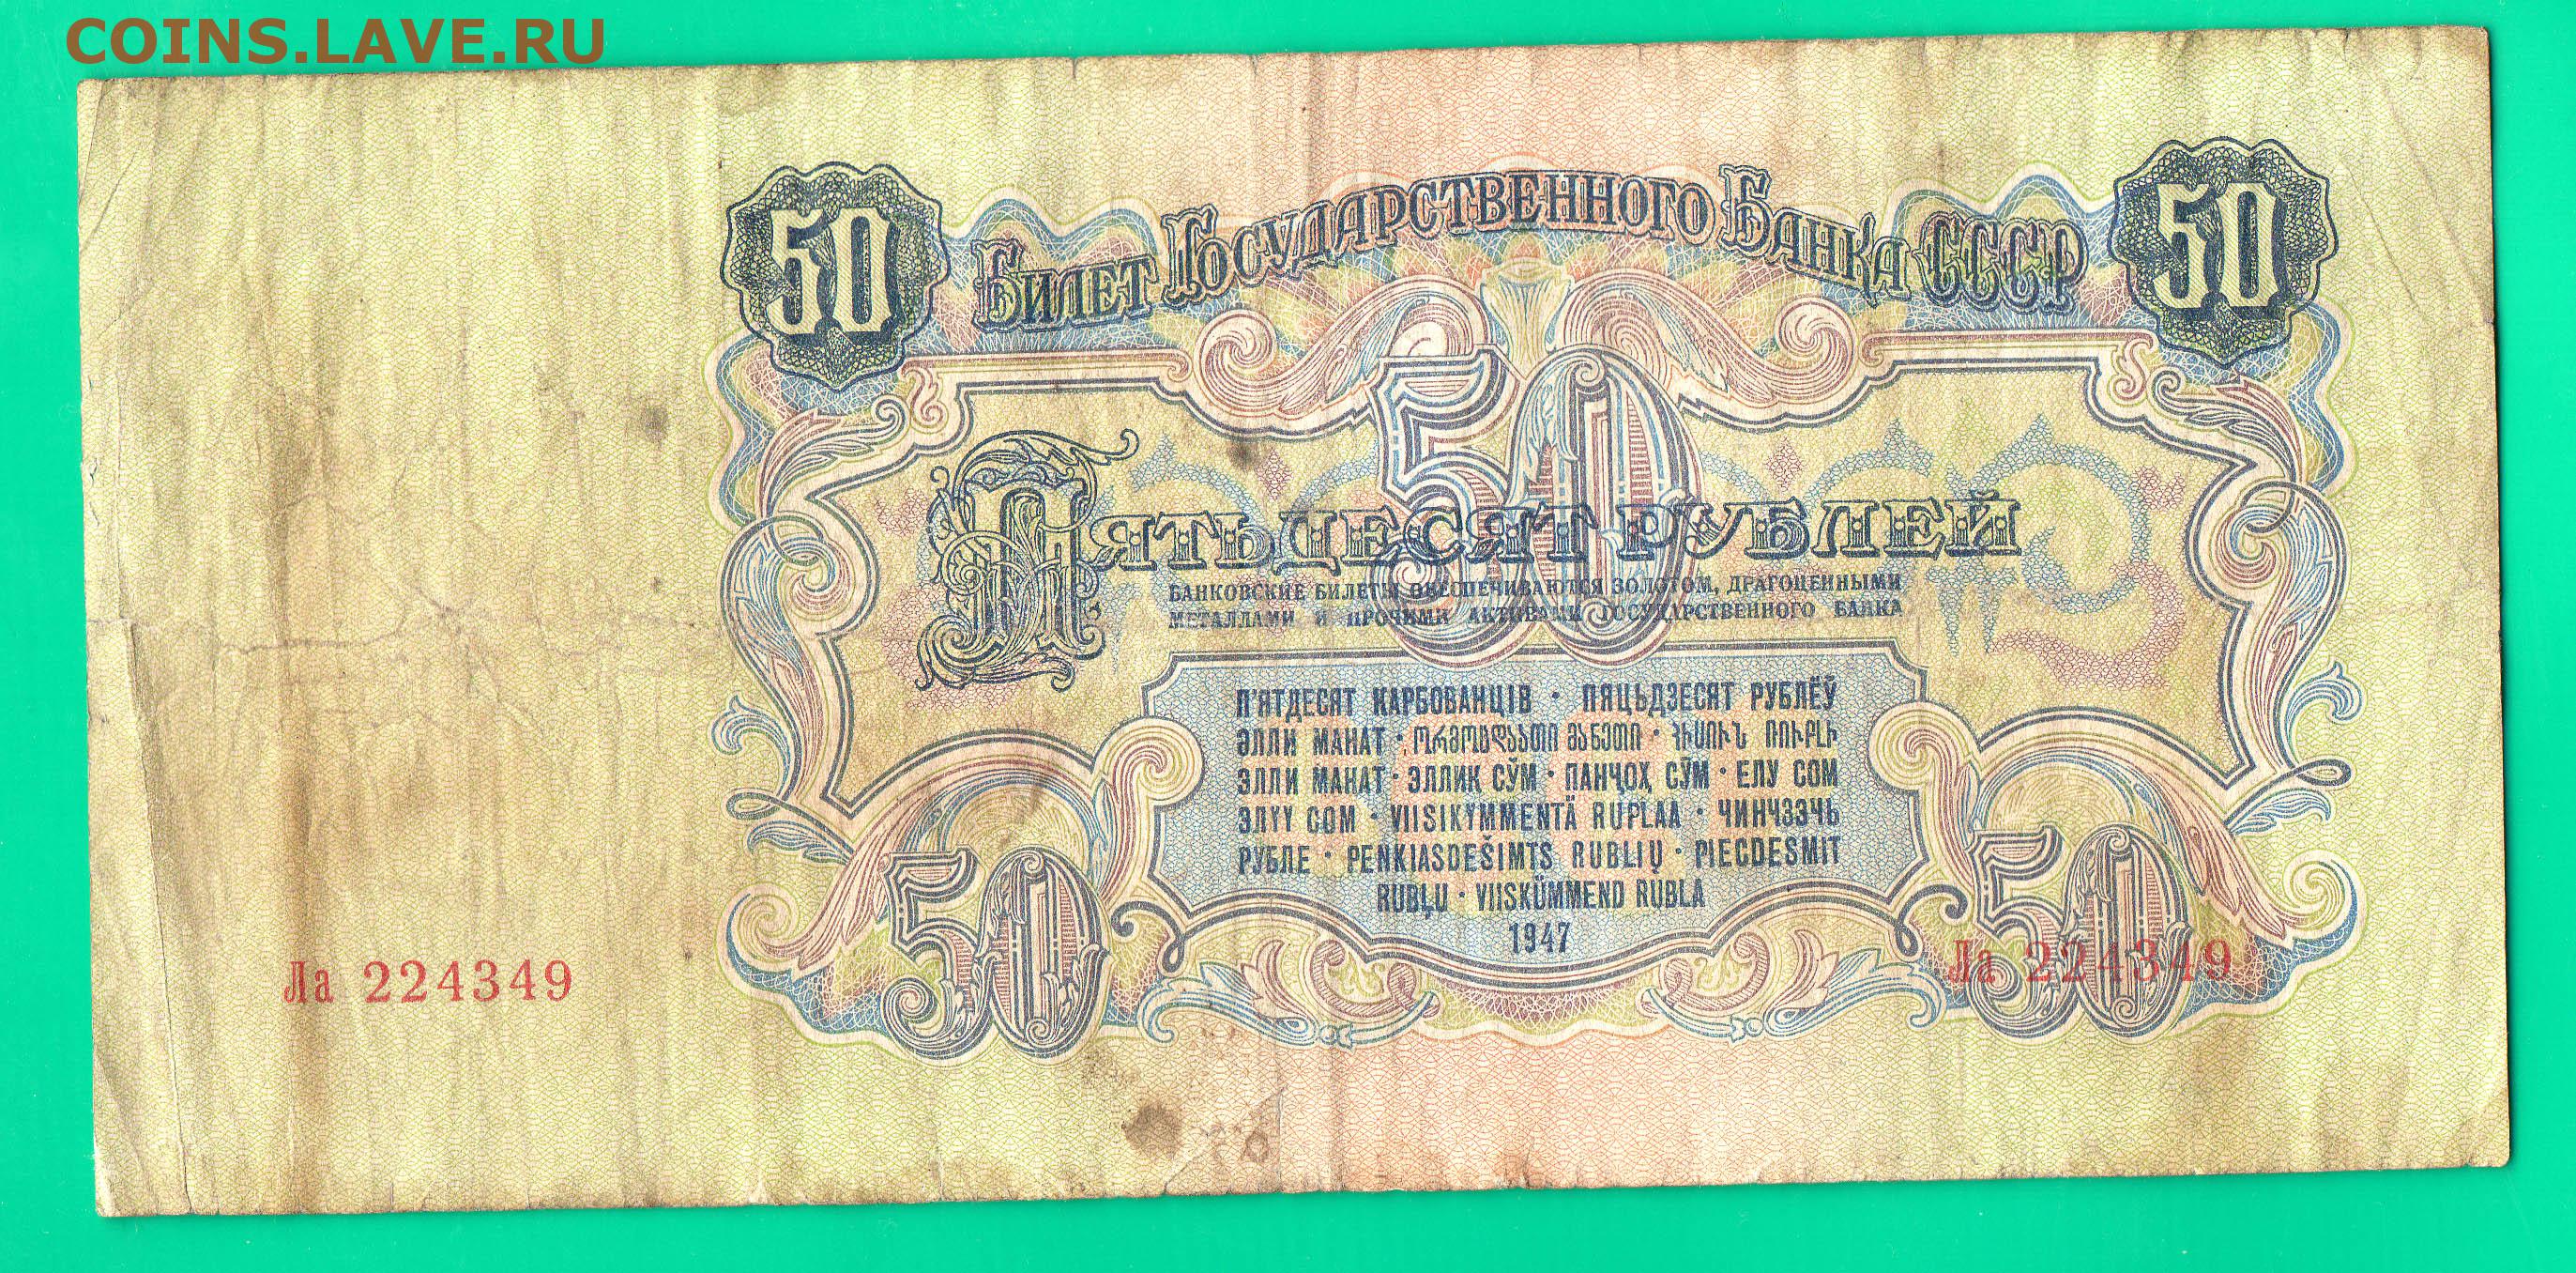 COINS.LAVE.RU
50 50
Билет Государственного Банка СССР
50
Пятьдесят рублей
БАНКОВСКИЕ БИЛЕТЫ ОБЕСПЕЧИВАЮТСЯ ЗОЛОТОМ, ДРАГОЦЕННЫМИ
МЕТАЛЛАМИ И ПРОЧИМИ АКТИВАМИ ГОСУДАРСТВЕННОГО БАНКА
П'ЯТДЕСЯТ КАРБОВАНЦІВ • ПЯЦЬДЗЕСЯТ РУБЛЁЎ
ӘЛЛИ МАНАТ • ორმოცდაათი მანეთი • ՀԻՍՈՒՆ ՌՈՒԲԼԻ
ЭЛЛИ МАНАТ • ЭЛЛИК СЎМ • ПАНҶОҲ СӮМ • ЕЛУ СОМ
ЭЛҮҮ СОМ • VIISIKYMMENTÄ RUPLAA • ЧИНЧЗЭЧЬ
РУБЛЕ • PENKIASDEŠIMTS RUBLIŲ • PIECDESMIT
RUBĻU • VIISKÜMMEND RUBLA
1947
50 50
Ла 224349 Ла 224349